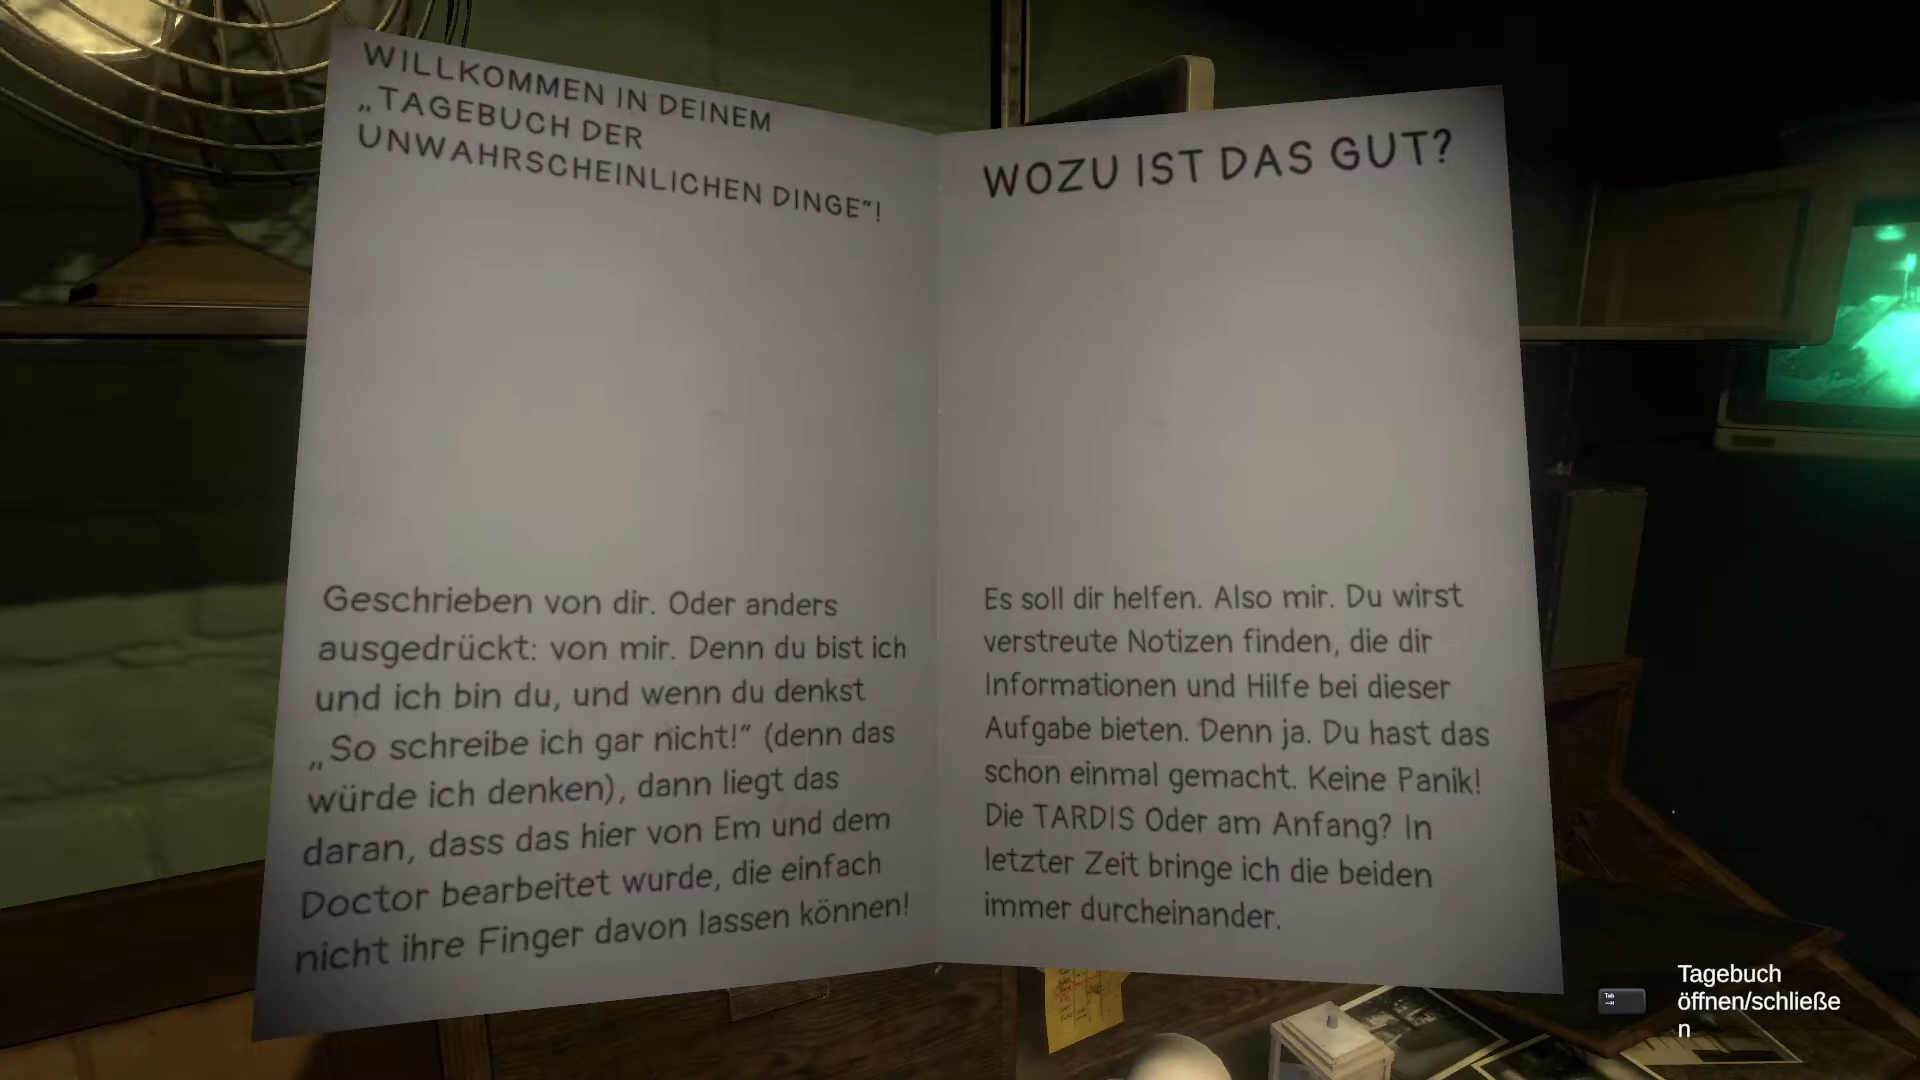 WILLKOMMEN IN DEINEM
„TAGEBUCH DER
UNWAHRSCHEINLICHEN DINGE“!
Geschrieben von dir. Oder anders
ausgedrückt: von mir. Denn du bist ich
und ich bin du, und wenn du denkst
„So schreibe ich gar nicht!“ (denn das
würde ich denken), dann liegt das
daran, dass das hier von Em und dem
Doctor bearbeitet wurde, die einfach
nicht ihre Finger davon lassen können!
WOZU IST DAS GUT?
Es soll dir helfen. Also mir. Du wirst
verstreute Notizen finden, die dir
Informationen und Hilfe bei dieser
Aufgabe bieten. Denn ja. Du hast das
schon einmal gemacht. Keine Panik!
Die TARDIS Oder am Anfang? In
letzter Zeit bringe ich die beiden
immer durcheinander.
Tab
Tagebuch
öffnen/schließe
n